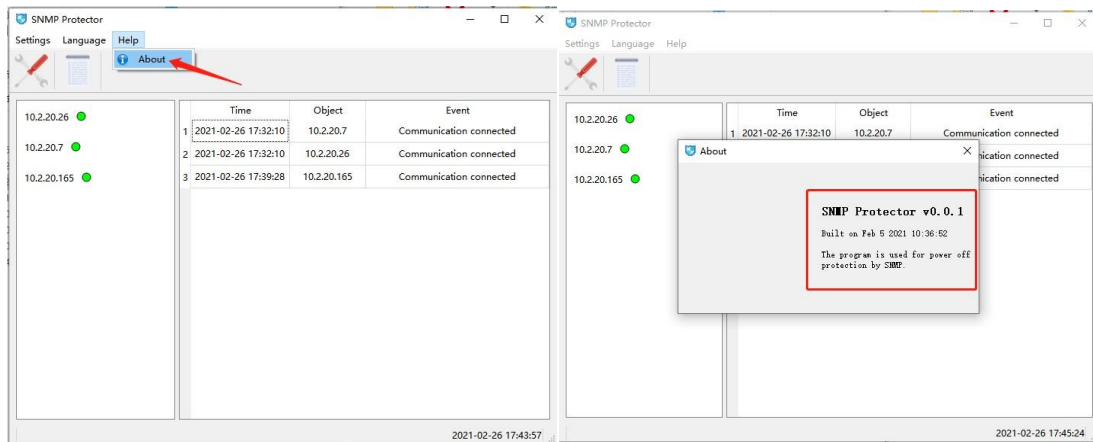 SNMP Protector
Settings Language Help
About
10.2.20.26
10.2.20.7
10.2.20.165
Time Object Event
1 2021-02-26 17:32:10 10.2.20.7 Communication connected
2 2021-02-26 17:32:10 10.2.20.26 Communication connected
3 2021-02-26 17:39:28 10.2.20.165 Communication connected
2021-02-26 17:43:57
SNMP Protector
Settings Language Help
10.2.20.26
10.2.20.7
10.2.20.165
Time Object Event
1 2021-02-26 17:32:10 10.2.20.7 Communication connected
connected
connected
About
SNMP Protector v0.0.1
Built on Feb 5 2021 10:36:52
The program is used for power off
protection by SNMP.
2021-02-26 17:45:24